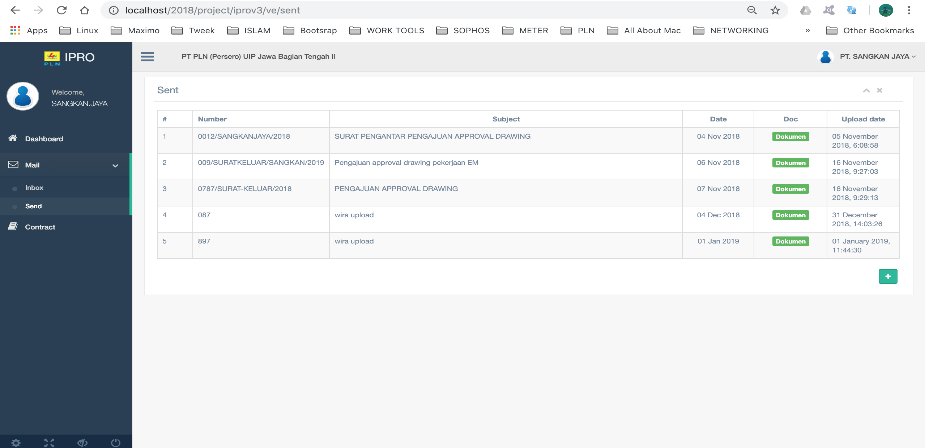 localhost/2018/project/iprov3/ve/sent
Apps Linux Maximo Tweek ISLAM Bootsrap WORK TOOLS SOPHOS METER PLN All About Mac NETWORKING » Other Bookmarks
PLN IPRO
PT PLN (Persero) UIP Jawa Bagian Tengah II
PT. SANGKAN JAYA
Welcome,
SANGKANJAYA
Dashboard
Mail
Inbox
Send
Contract
Sent
# Number Subject Date Doc Upload date
1 0012/SANGKANJAYA/2018 SURAT PENGANTAR PENGAJUAN APPROVAL DRAWING 04 Nov 2018 Dokumen 05 November
2018, 6:08:58
2 009/SURATKELUAR/SANGKAN/2019 Pengajuan approval drawing pekerjaan EM 06 Nov 2018 Dokumen 16 November
2018, 9:27:03
3 0787/SURAT-KELUAR/2018 PENGAJUAN APPROVAL DRAWING 07 Nov 2018 Dokumen 16 November
2018, 9:29:13
4 087 wira upload 04 Dec 2018 Dokumen 31 December
2018, 14:03:26
5 897 wira upload 01 Jan 2019 Dokumen 01 January 2019,
11:44:30